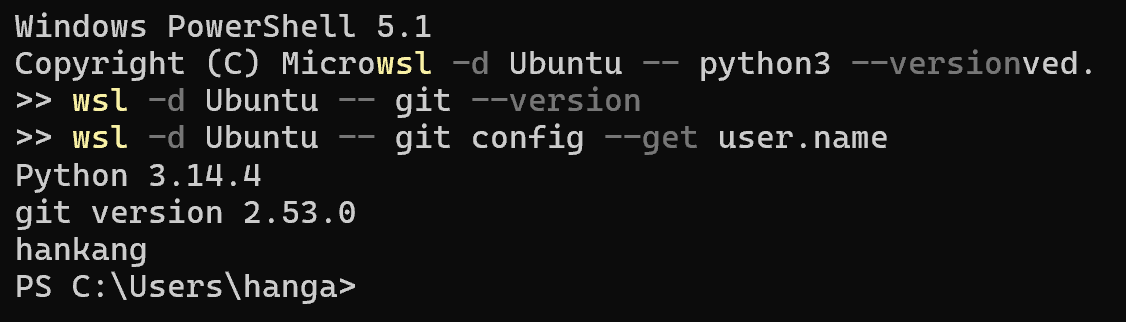 Windows PowerShell 5.1
Copyright (C) Microwsl -d Ubuntu -- python3 --versionved.
>> wsl -d Ubuntu -- git --version
>> wsl -d Ubuntu -- git config --get user.name
Python 3.14.4
git version 2.53.0
hankang
PS C:\Users\hanga>